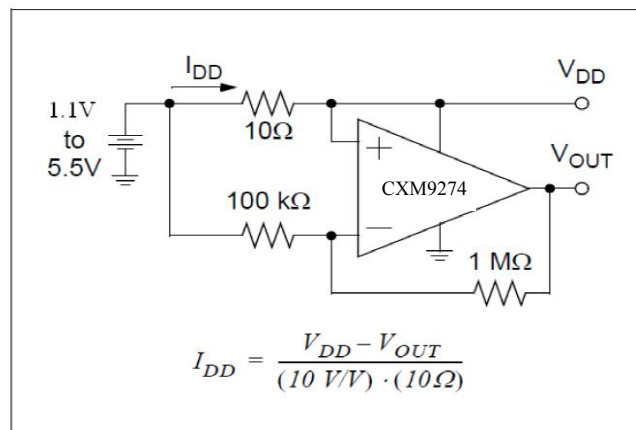 I_DD
V_DD
1.1V
to
5.5V
10Ω
V_OUT
+
CXM9274
100 kΩ
−
1 MΩ
I_DD = (V_DD − V_OUT) / ((10 V/V) · (10Ω))